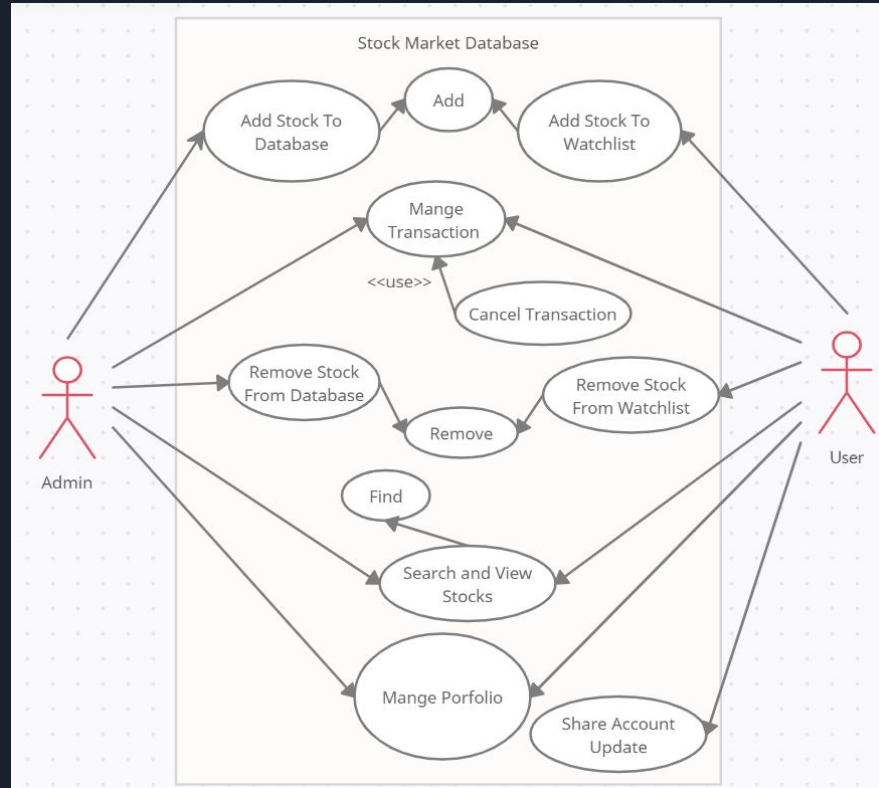 Stock Market Database
Add Stock To
Database
Add
Add Stock To
Watchlist
Mange
Transaction
<<use>>
Cancel Transaction
Remove Stock
From Database
Remove Stock
From Watchlist
Remove
Admin
User
Find
Search and View
Stocks
Mange Porfolio
Share Account
Update